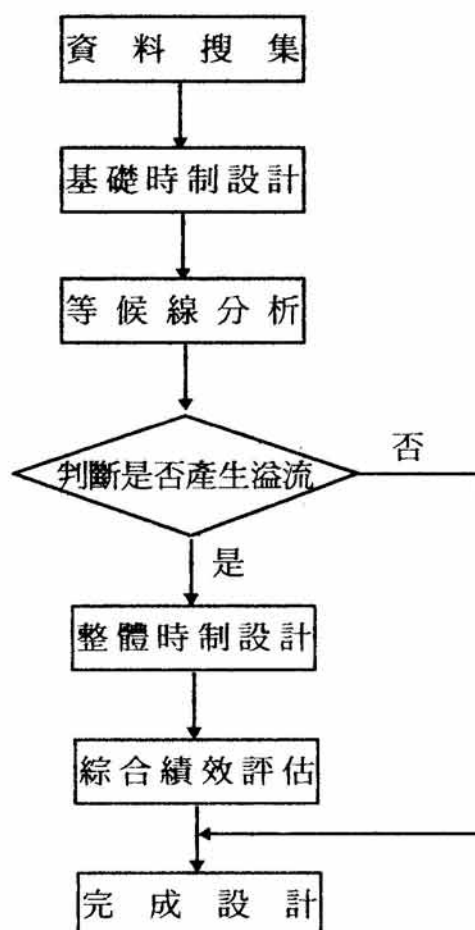 資料搜集
基礎時制設計
等候線分析
判斷是否產生溢流
否
是
整體時制設計
綜合績效評估
完成設計